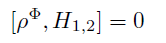 [ρ^Φ, H_{1,2}] = 0